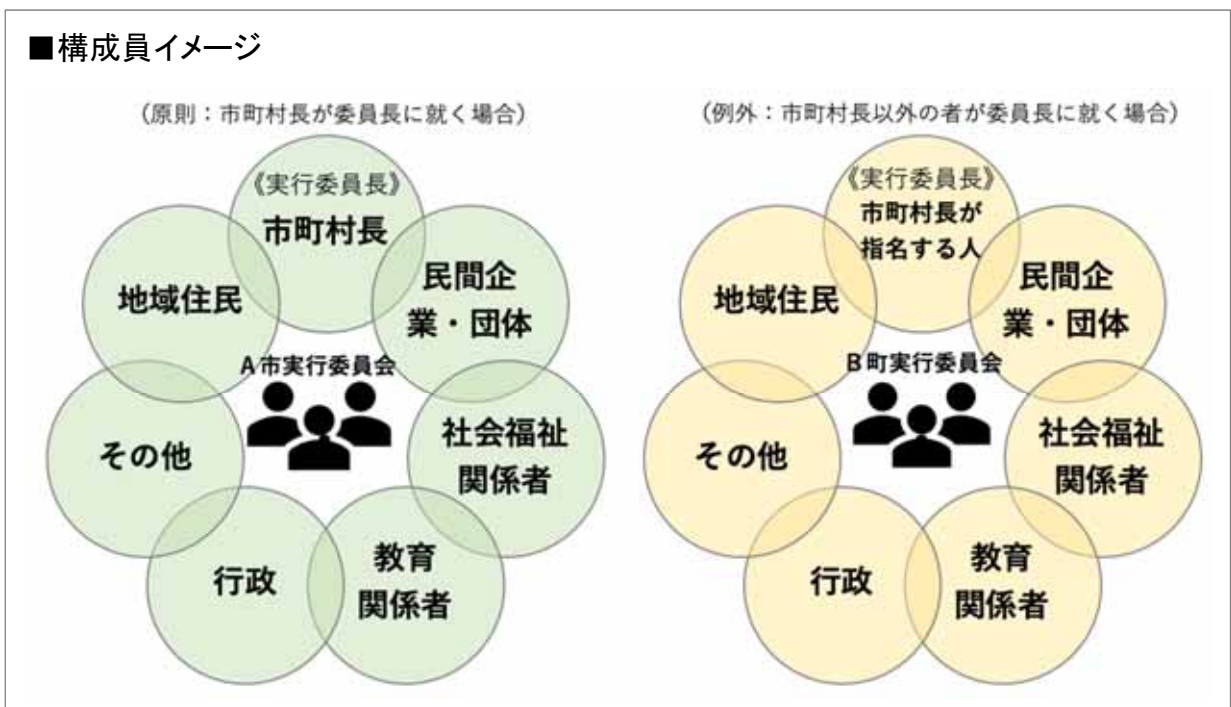 ■構成員イメージ
（原則：市町村長が委員長に就く場合）
《実行委員長》
市町村長
民間企
業・団体
社会福祉
関係者
教育
関係者
行政
その他
地域住民
A市実行委員会
（例外：市町村長以外の者が委員長に就く場合）
《実行委員長》
市町村長が
指名する人
民間企
業・団体
社会福祉
関係者
教育
関係者
行政
その他
地域住民
B町実行委員会